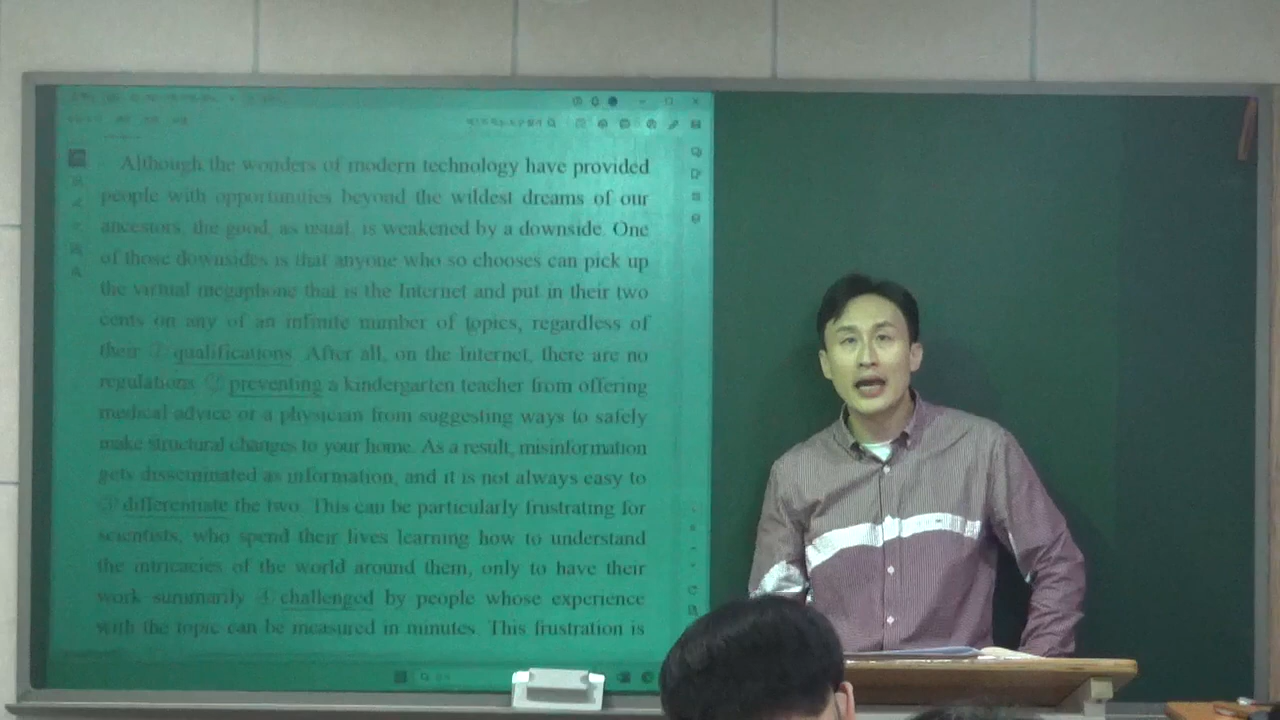 Although the wonders of modern technology have provided
people with opportunities beyond the wildest dreams of our
ancestors, the good, as usual, is weakened by a downside. One
of those downsides is that anyone who so chooses can pick up
the virtual megaphone that is the Internet and put in their two
cents on any of an infinite number of topics, regardless of
their ① qualifications. After all, on the Internet, there are no
regulations ② preventing a kindergarten teacher from offering
medical advice or a physician from suggesting ways to safely
make structural changes to your home. As a result, misinformation
gets disseminated as information, and it is not always easy to
③ differentiate the two. This can be particularly frustrating for
scientists, who spend their lives learning how to understand
the intricacies of the world around them, only to have their
work summarily ④ challenged by people whose experience
with the topic can be measured in minutes. This frustration is